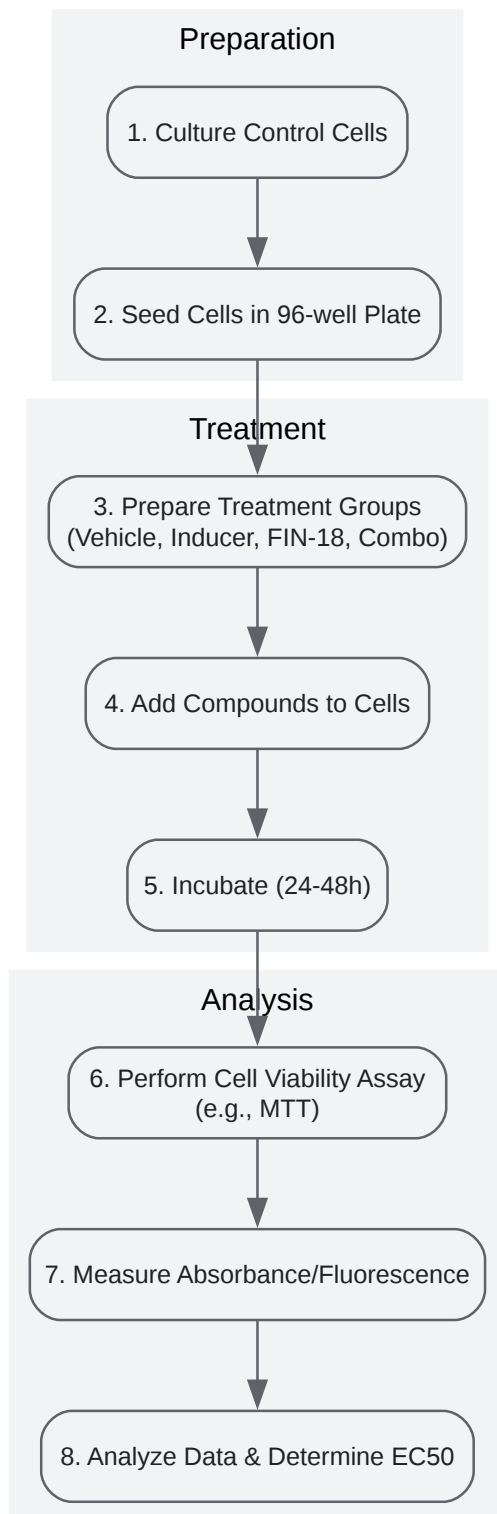 Preparation
1. Culture Control Cells
2. Seed Cells in 96-well Plate
Treatment
3. Prepare Treatment Groups
(Vehicle, Inducer, FIN-18, Combo)
4. Add Compounds to Cells
5. Incubate (24-48h)
Analysis
6. Perform Cell Viability Assay
(e.g., MTT)
7. Measure Absorbance/Fluorescence
8. Analyze Data & Determine EC50